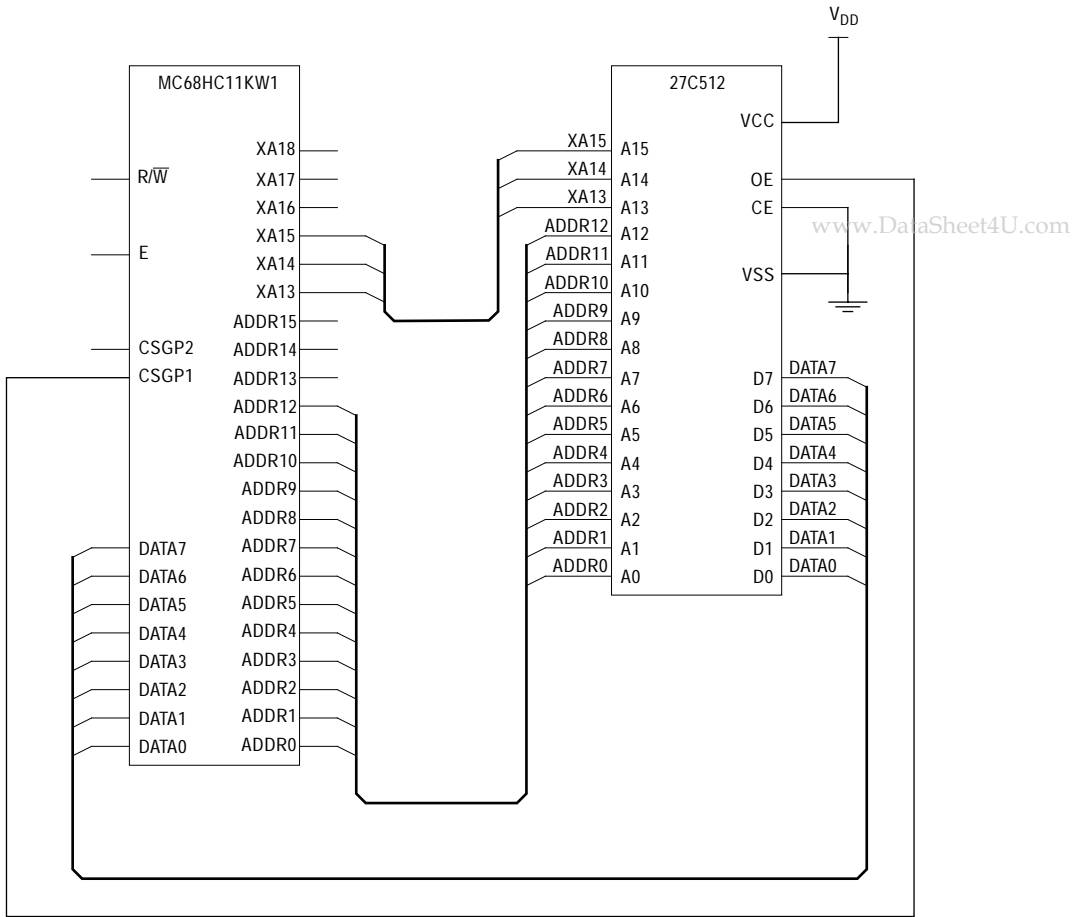 V_DD
MC68HC11KW1
27C512
VCC
XA18
XA15
A15
R/W̅
XA17
XA14
A14
OE
XA16
XA13
A13
CE
XA15
ADDR12
A12
www.DataSheet4U.com
E
XA14
ADDR11
A11
VSS
XA13
ADDR10
A10
ADDR15
ADDR9
A9
CSGP2
ADDR14
ADDR8
A8
CSGP1
ADDR13
ADDR7
A7
D7
DATA7
ADDR12
ADDR6
A6
D6
DATA6
ADDR11
ADDR5
A5
D5
DATA5
ADDR10
ADDR4
A4
D4
DATA4
ADDR9
ADDR3
A3
D3
DATA3
ADDR8
ADDR2
A2
D2
DATA2
DATA7
ADDR7
ADDR1
A1
D1
DATA1
DATA6
ADDR6
ADDR0
A0
D0
DATA0
DATA5
ADDR5
DATA4
ADDR4
DATA3
ADDR3
DATA2
ADDR2
DATA1
ADDR1
DATA0
ADDR0